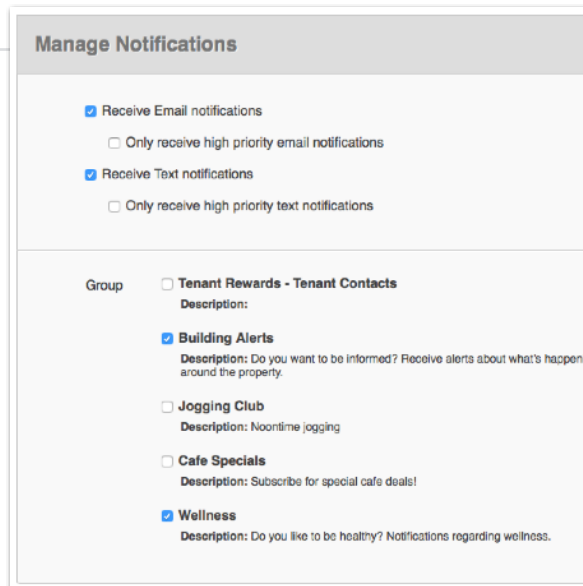 Manage Notifications
Receive Email notifications
Only receive high priority email notifications
Receive Text notifications
Only receive high priority text notifications
Group
Tenant Rewards - Tenant Contacts
Description:
Building Alerts
Description: Do you want to be informed? Receive alerts about what's happen
around the property.
Jogging Club
Description: Noontime jogging
Cafe Specials
Description: Subscribe for special cafe deals!
Wellness
Description: Do you like to be healthy? Notifications regarding wellness.